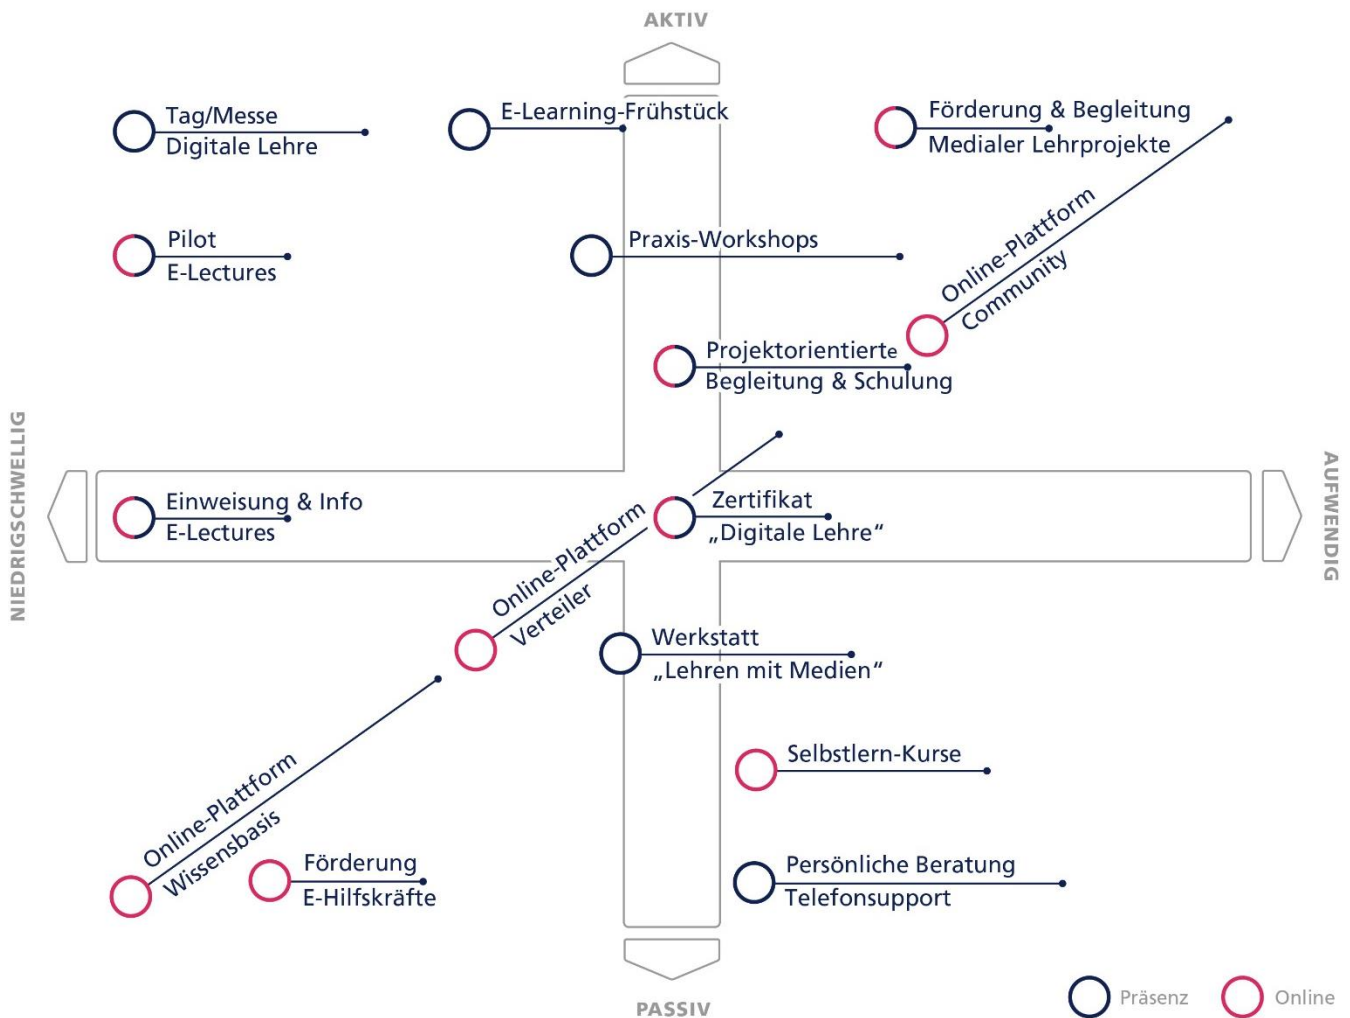 AKTIV
Tag/Messe
Digitale Lehre
E-Learning-Frühstück
Förderung & Begleitung
Medialer Lehrprojekte
Pilot
E-Lectures
Praxis-Workshops
Online-Plattform
Community
Projektorientierte
Begleitung & Schulung
NIEDRIGSCHWELLIG
Einweisung & Info
E-Lectures
Zertifikat
„Digitale Lehre“
AUFWENDIG
Online-Plattform
Verteiler
Werkstatt
„Lehren mit Medien“
Selbstlern-Kurse
Online-Plattform
Wissensbasis
Förderung
E-Hilfskräfte
Persönliche Beratung
Telefonsupport
PASSIV
Präsenz
Online